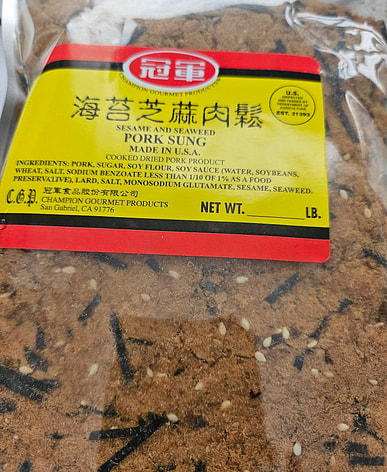 冠軍
CHAMPION GOURMET PRODUCTS
海苔芝蔴肉鬆
SESAME AND SEAWEED
PORK SUNG
MADE IN U.S.A.
COOKED DRIED PORK PRODUCT
U.S.
INSPECTED
AND PASSED BY
DEPARTMENT OF
AGRICULTURE
EST. 21393
INGREDIENTS: PORK, SUGAR, SOY FLOUR, SOY SAUCE (WATER, SOYBEANS,
WHEAT, SALT, SODIUM BENZOATE LESS THAN 1/10 OF 1% AS A FOOD
PRESERVATIVE), LARD, SALT, MONOSODIUM GLUTAMATE, SESAME, SEAWEED.
C.G.P.
冠軍食品股份有限公司
CHAMPION GOURMET PRODUCTS
San Gabriel, CA 91776
NET WT. LB.